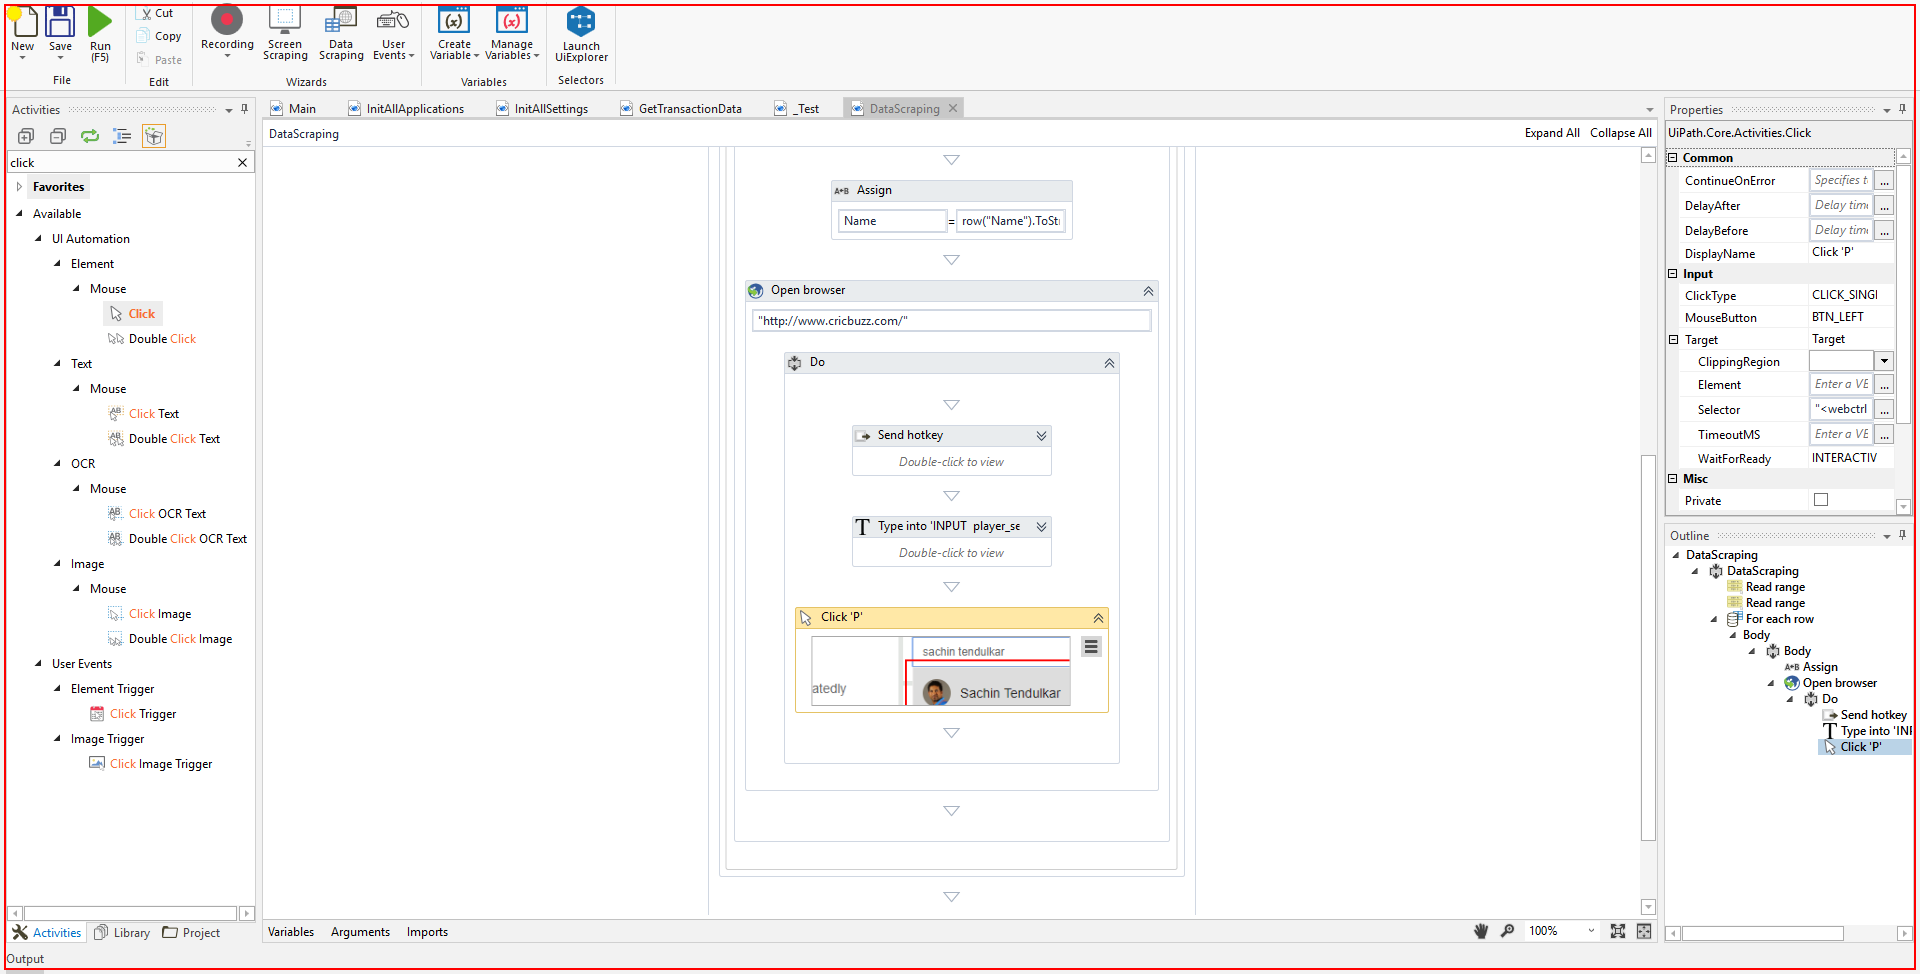 New
Save
Run
(F5)
File
Cut
Copy
Paste
Edit
Recording
Screen
Scraping
Data
Scraping
User
Events
Wizards
Create
Variable
Manage
Variables
Variables
Launch
UiExplorer
Selectors
Activities
click
Favorites
Available
UI Automation
Element
Mouse
Click
Double Click
Text
Mouse
Click Text
Double Click Text
OCR
Mouse
Click OCR Text
Double Click OCR Text
Image
Mouse
Click Image
Double Click Image
User Events
Element Trigger
Click Trigger
Image Trigger
Click Image Trigger
Activities
Library
Project
Output
Main
InitAllApplications
InitAllSettings
GetTransactionData
_Test
DataScraping
DataScraping
Expand All
Collapse All
A+B Assign
Name = row("Name").ToStr
Open browser
"http://www.cricbuzz.com/"
Do
Send hotkey
Double-click to view
T Type into 'INPUT player_se
Double-click to view
Click 'P'
sachin tendulkar
atedly
Sachin Tendulkar
Variables
Arguments
Imports
100%
Properties
UiPath.Core.Activities.Click
Common
ContinueOnError Specifies t ...
DelayAfter Delay time ...
DelayBefore Delay time ...
DisplayName Click 'P'
Input
ClickType CLICK_SINGI
MouseButton BTN_LEFT
Target Target
ClippingRegion
Element Enter a VE ...
Selector "<webctrl ...
TimeoutMS Enter a VE ...
WaitForReady INTERACTIV
Misc
Private
Outline
DataScraping
DataScraping
Read range
Read range
For each row
Body
Body
A+B Assign
Open browser
Do
Send hotkey
T Type into 'INI
Click 'P'